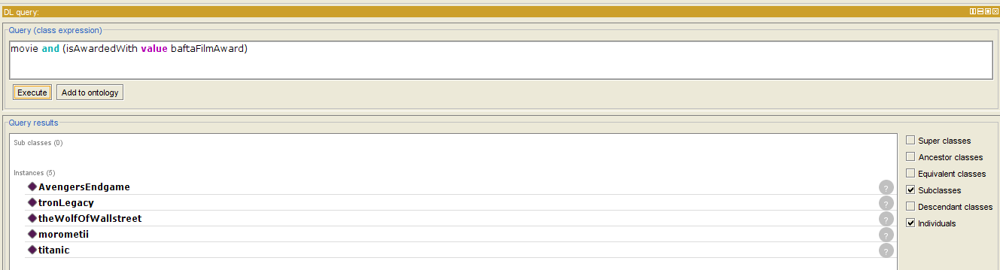 DL query:
Query (class expression)
movie and (isAwardedWith value baftaFilmAward)
Execute Add to ontology
Query results
Sub classes (0)
Instances (5)
AvengersEndgame ?
tronLegacy ?
theWolfOfWallstreet ?
morometii ?
titanic ?
Super classes
Ancestor classes
Equivalent classes
Subclasses
Descendant classes
Individuals